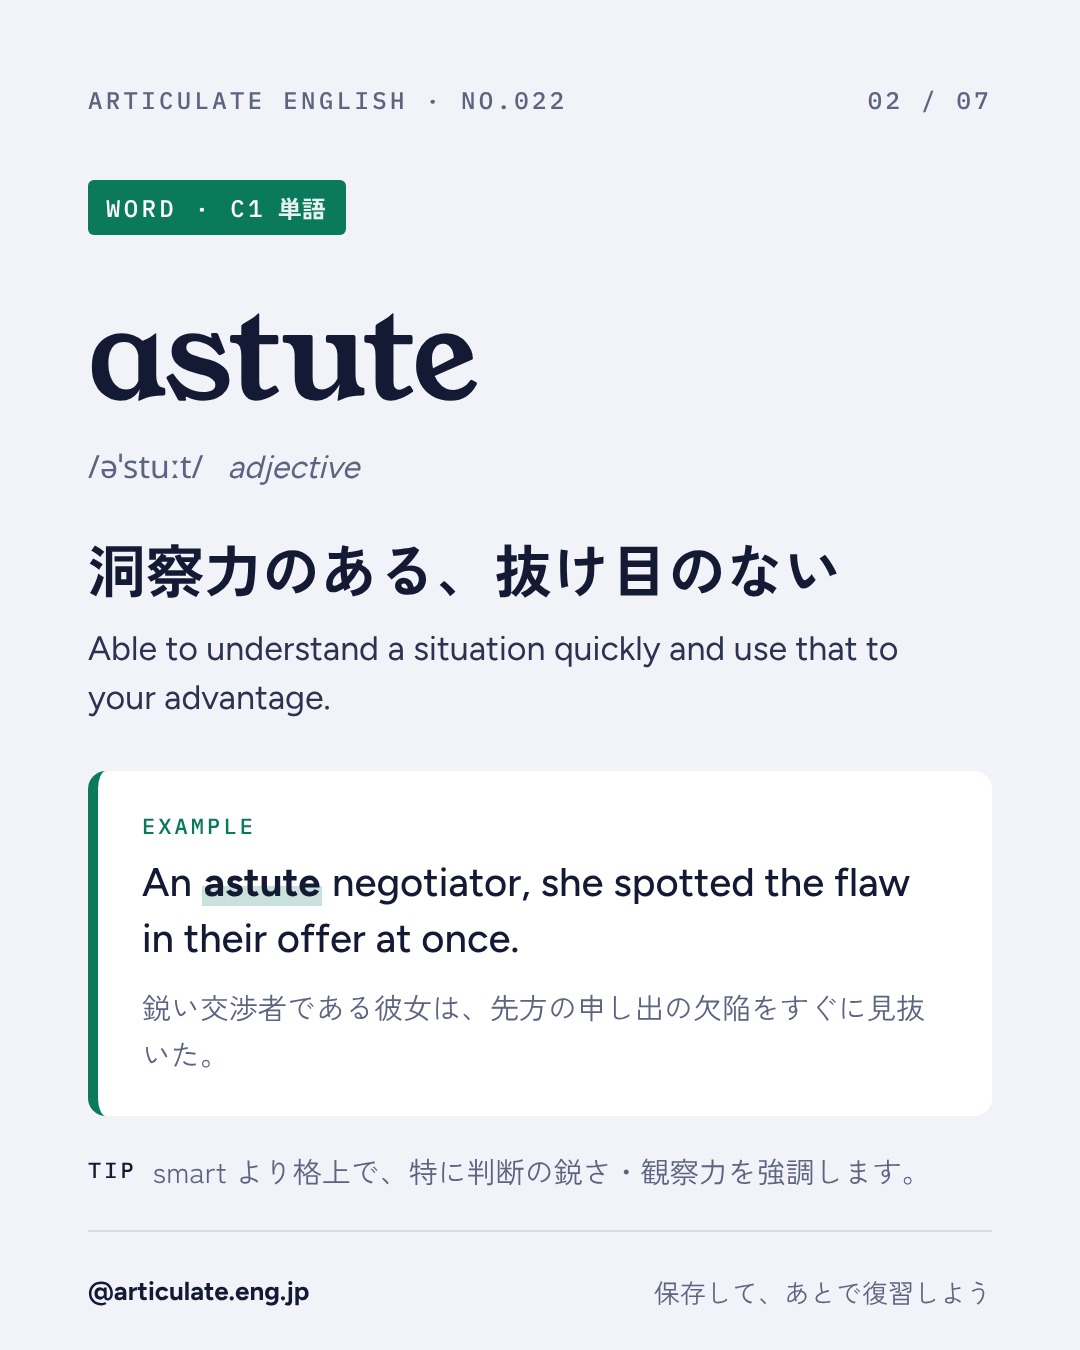 ARTICULATE ENGLISH · NO.022
02 / 07
WORD · C1 単語
astute
/əˈstuːt/ adjective
洞察力のある、抜け目のない
Able to understand a situation quickly and use that to
your advantage.
EXAMPLE
An astute negotiator, she spotted the flaw
in their offer at once.
鋭い交渉者である彼女は、先方の申し出の欠陥をすぐに見抜
いた。
TIP smart より格上で、特に判断の鋭さ・観察力を強調します。
@articulate.eng.jp
保存して、あとで復習しよう